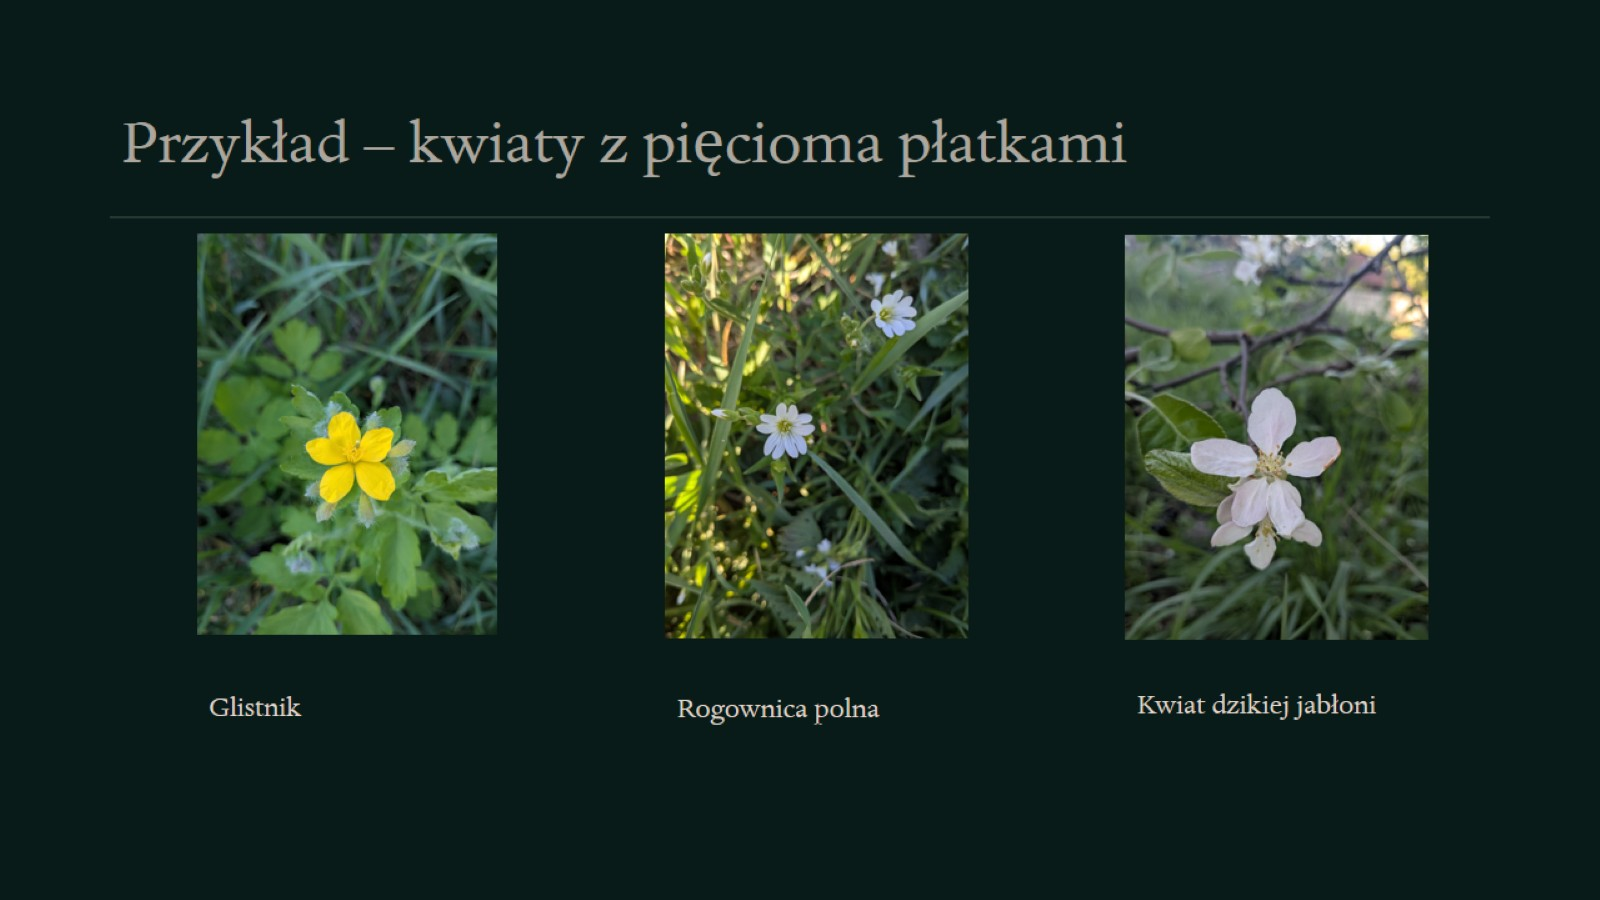 Przykład – kwiaty z pięcioma płatkami
Glistnik
Rogownica polna
Kwiat dzikiej jabłoni